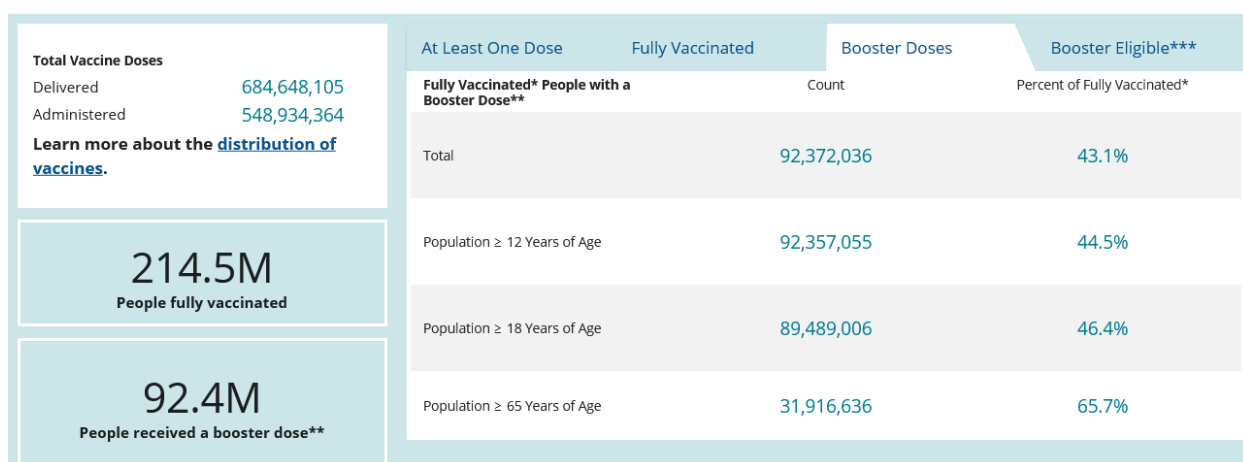 Total Vaccine Doses
Delivered 684,648,105
Administered 548,934,364
Learn more about the distribution of
vaccines.
214.5M
People fully vaccinated
92.4M
People received a booster dose**
At Least One Dose Fully Vaccinated Booster Doses Booster Eligible***
Fully Vaccinated* People with a
Booster Dose** Count Percent of Fully Vaccinated*
Total 92,372,036 43.1%
Population ≥ 12 Years of Age 92,357,055 44.5%
Population ≥ 18 Years of Age 89,489,006 46.4%
Population ≥ 65 Years of Age 31,916,636 65.7%